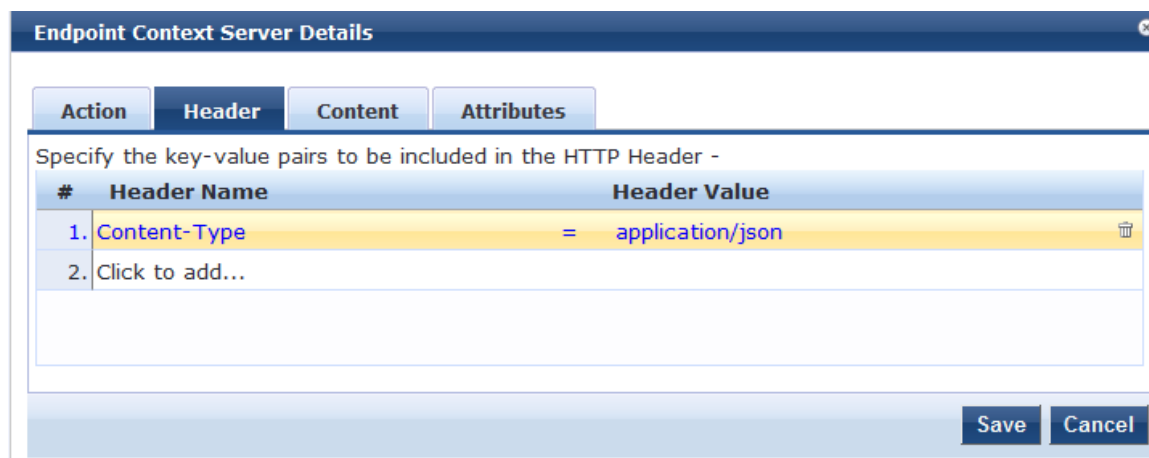 Endpoint Context Server Details
Action Header Content Attributes
Specify the key-value pairs to be included in the HTTP Header -
# Header Name Header Value
1. Content-Type = application/json
2. Click to add...
Save Cancel